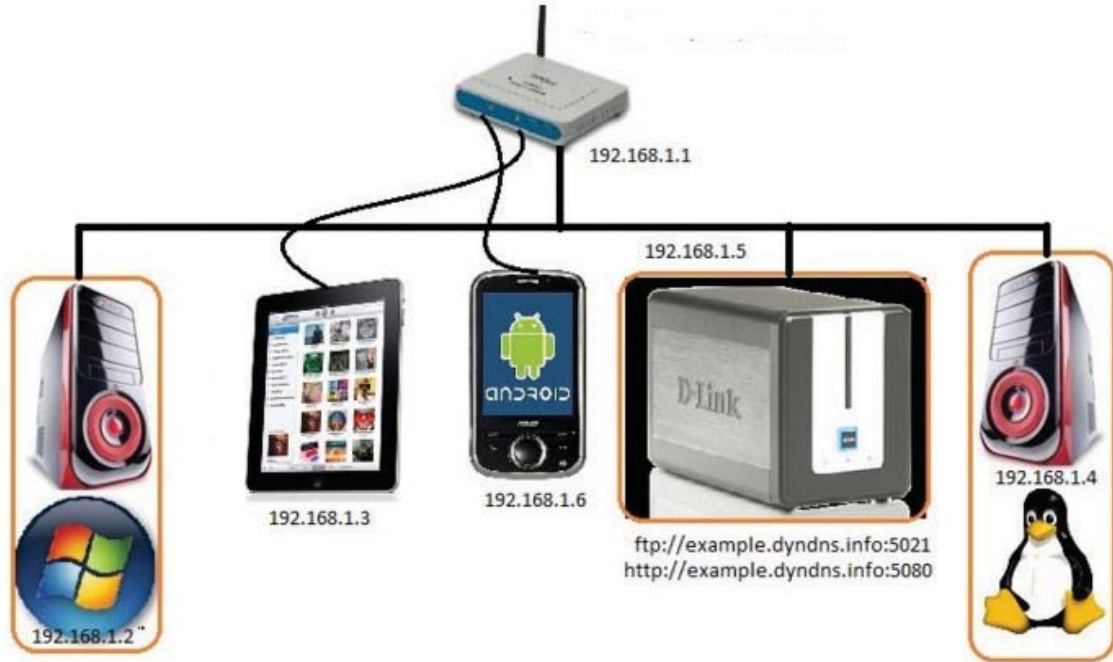 192.168.1.1
192.168.1.5
D-Link
ANDROID
ASUS
192.168.1.3
192.168.1.6
192.168.1.4
ftp://example.dyndns.info:5021
http://example.dyndns.info:5080
192.168.1.2